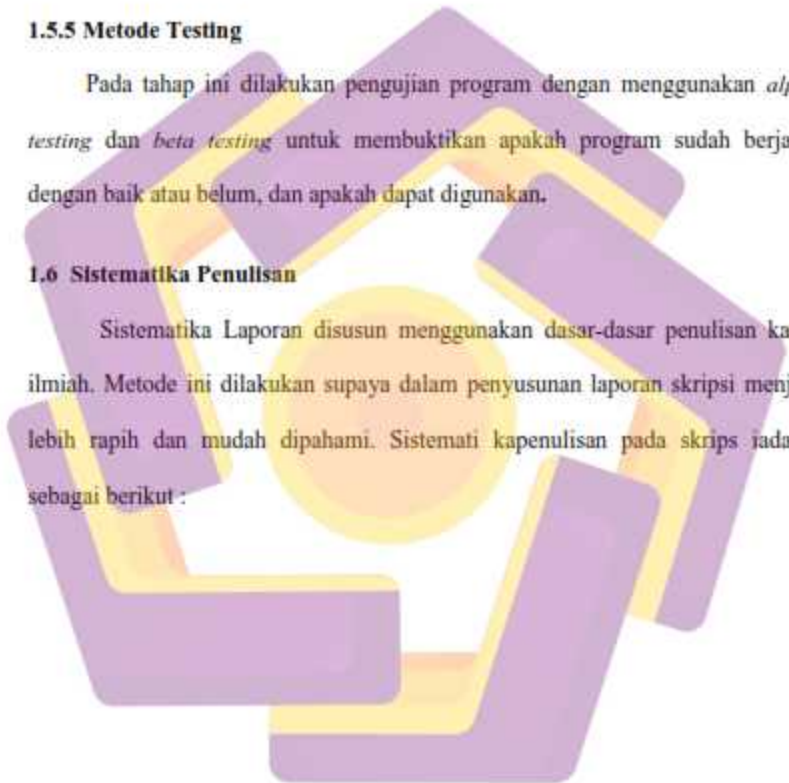 1.5.5 Metode Testing
Pada tahap ini dilakukan pengujian program dengan menggunakan
testing dan beta testing untuk membuktikan apakah program sudah
dengan baik atau belum, dan apakah dapat digunakan.
1.6 Sistematika Penulisan
Sistematika Laporan disusun menggunakan dasar-dasar penulisan
ilmiah. Metode ini dilakukan supaya dalam penyusunan laporan skripsi
lebih rapih dan mudah dipahami. Sistemati kapenulisan pada skrips
sebagai berikut :